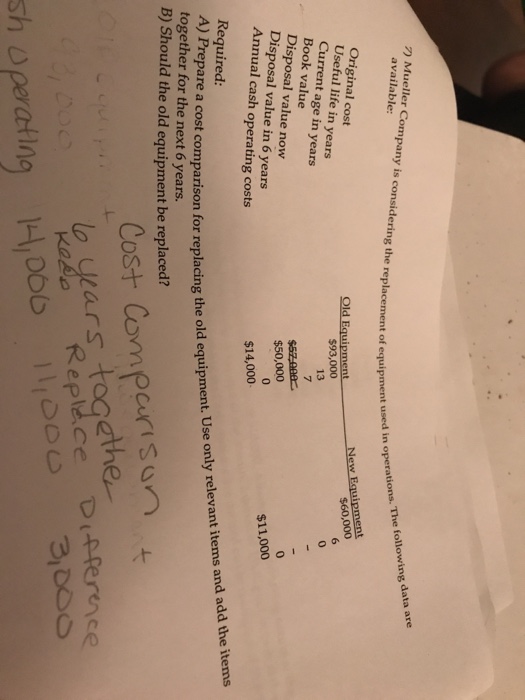 7) Mueller Company is considering the replacement of equipment used in operations. The following data are
available:
Old Equipment New Equipment
Original cost $93,000 $60,000
Useful life in years 13 6
Current age in years 7 0
Book value $57,000 -
Disposal value now $50,000 -
Disposal value in 6 years 0 0
Annual cash operating costs $14,000 $11,000
Required:
A) Prepare a cost comparison for replacing the old equipment. Use only relevant items and add the items
together for the next 6 years.
B) Should the old equipment be replaced?
Cost Comparison
6 years together
Keep Replace Difference
sh operating 14,000 11,000 3,000